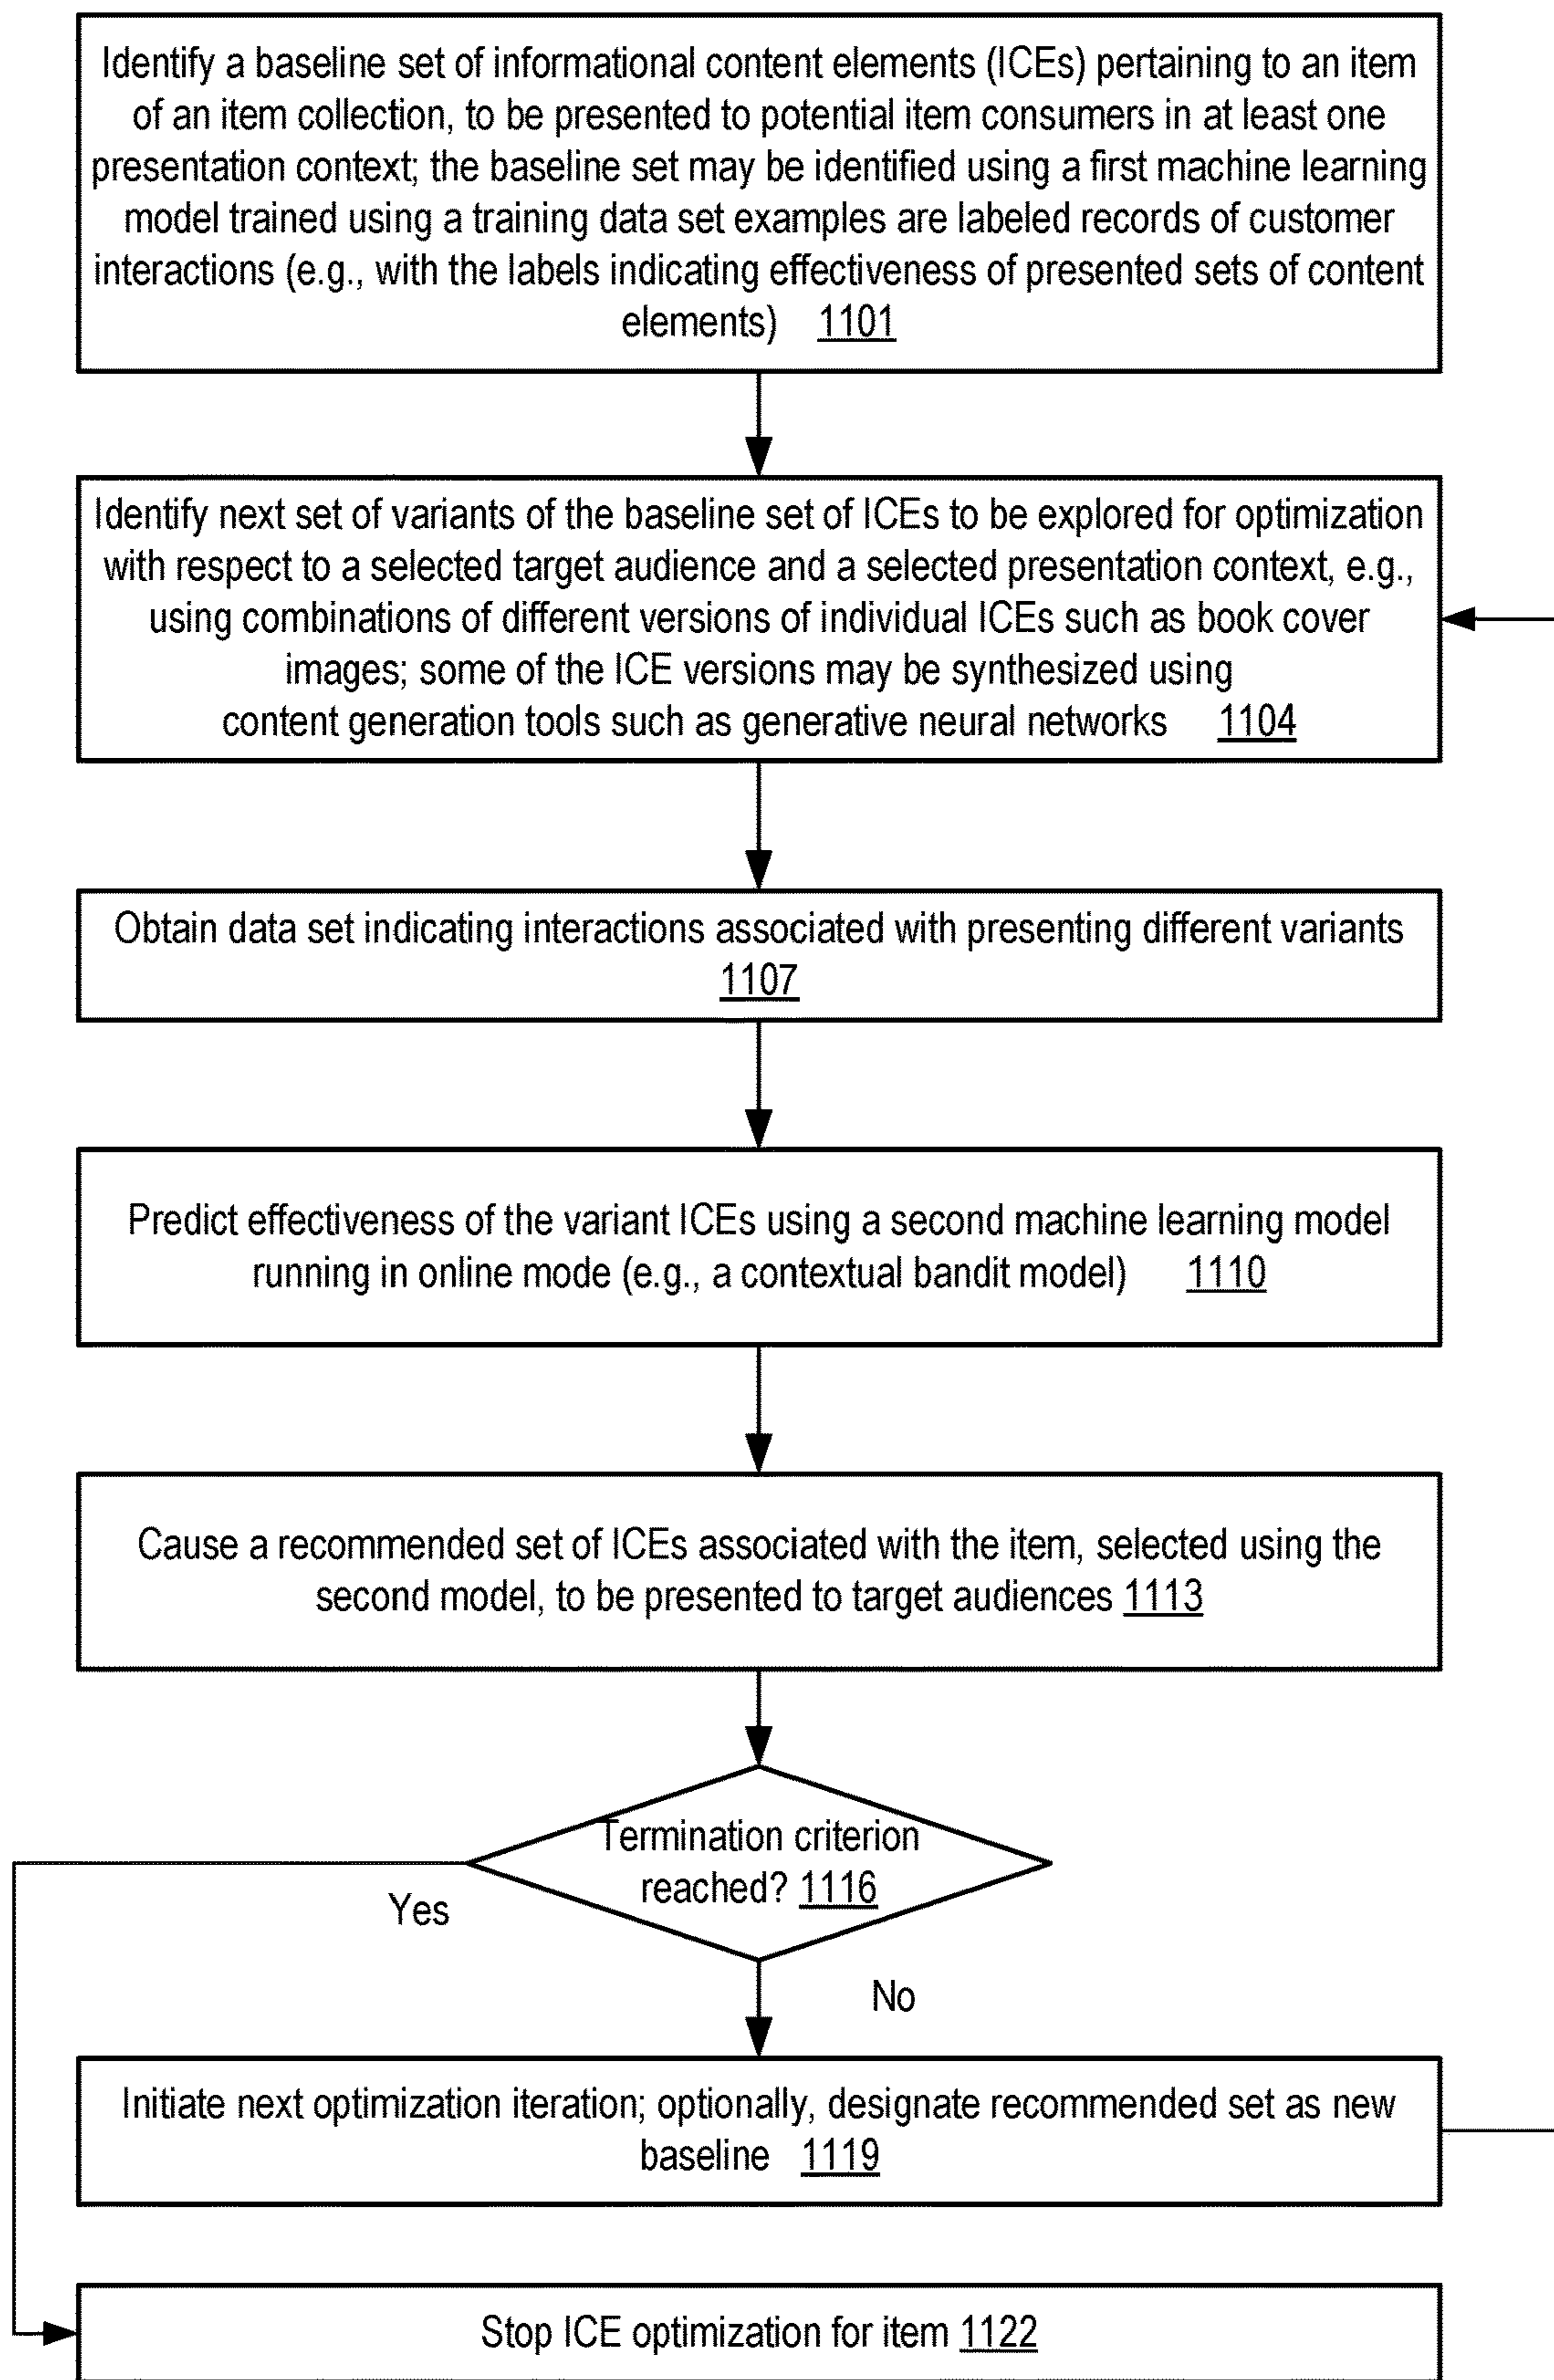 Identify a baseline set of informational content elements (ICEs) pertaining to an item
of an item collection, to be presented to potential item consumers in at least one
presentation context; the baseline set may be identified using a first machine learning
model trained using a training data set examples are labeled records of customer
interactions (e.g., with the labels indicating effectiveness of presented sets of content
elements) 1101
Identify next set of variants of the baseline set of ICEs to be explored for optimization
with respect to a selected target audience and a selected presentation context, e.g.,
using combinations of different versions of individual ICEs such as book cover
images; some of the ICE versions may be synthesized using
content generation tools such as generative neural networks 1104
Obtain data set indicating interactions associated with presenting different variants
1107
Predict effectiveness of the variant ICEs using a second machine learning model
running in online mode (e.g., a contextual bandit model) 1110
Cause a recommended set of ICEs associated with the item, selected using the
second model, to be presented to target audiences 1113
Termination criterion
reached? 1116
Yes
No
Initiate next optimization iteration; optionally, designate recommended set as new
baseline 1119
Stop ICE optimization for item 1122